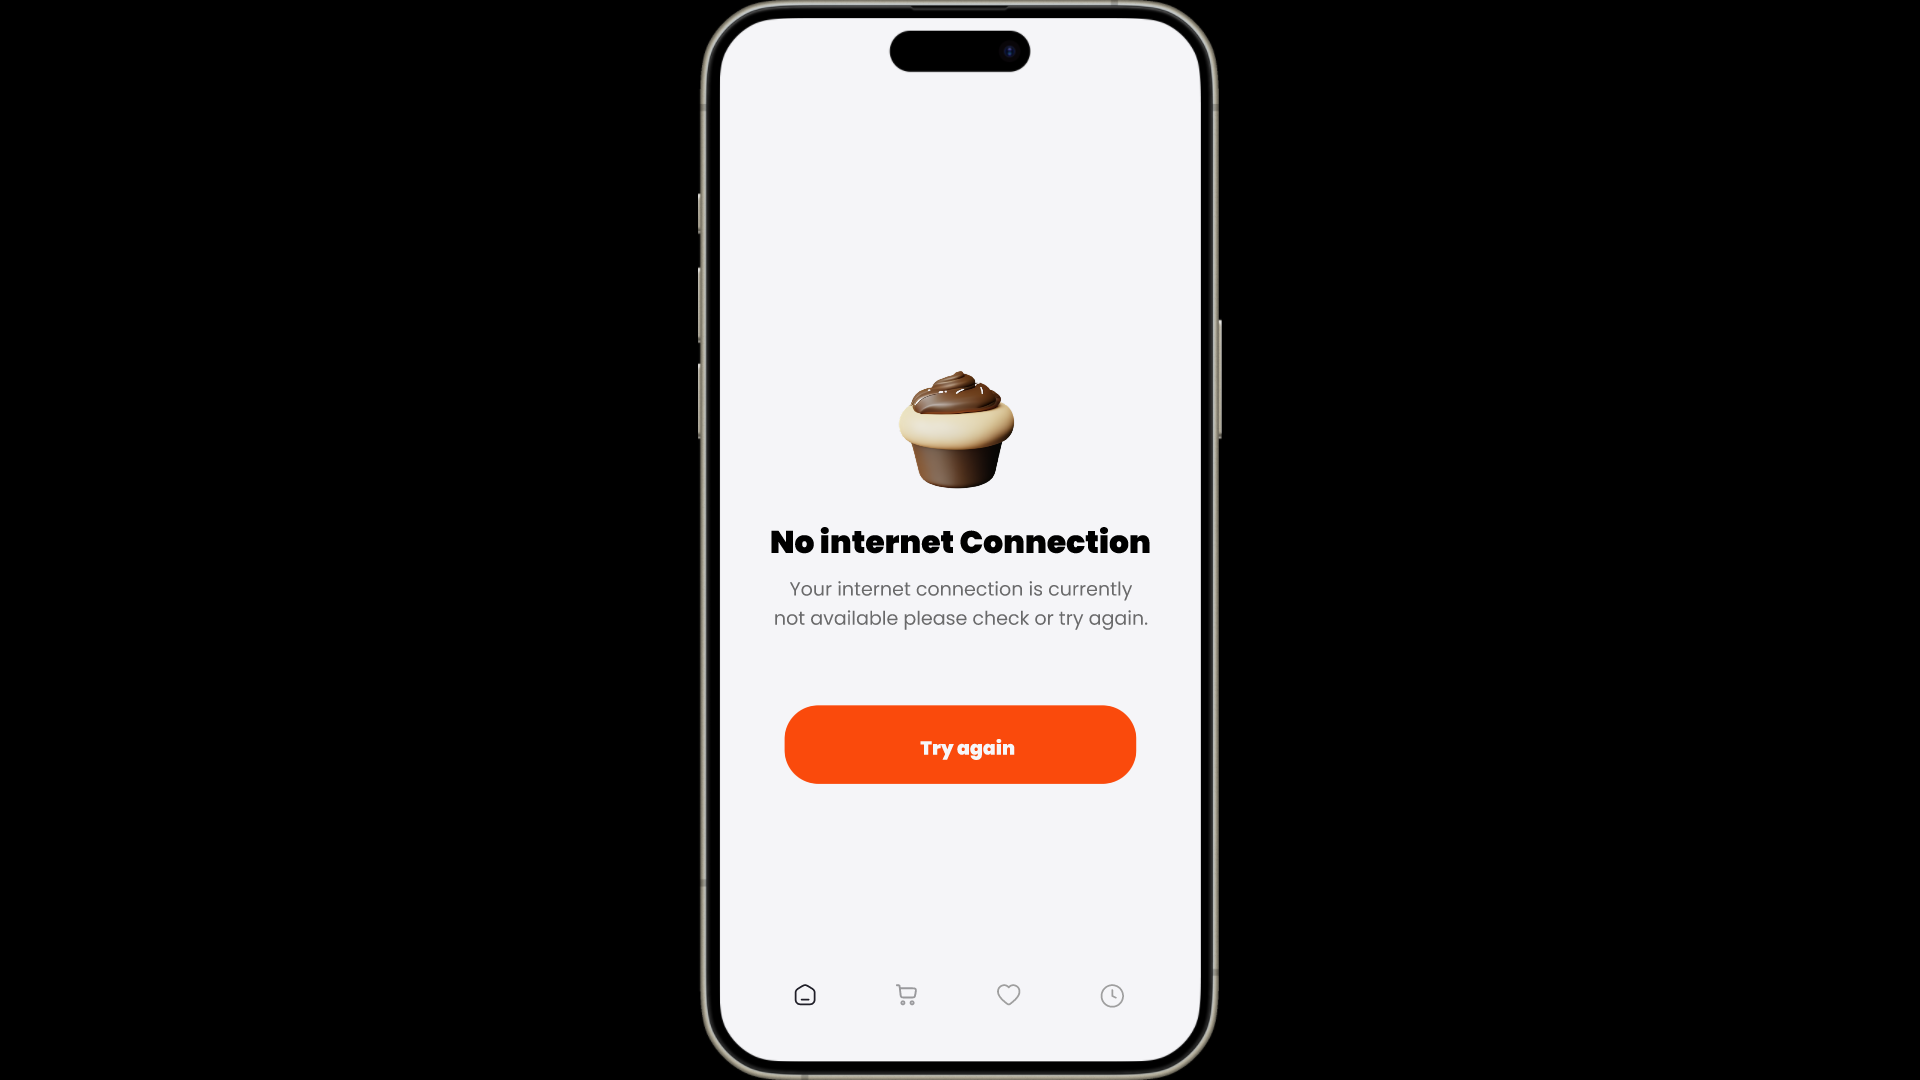 No internet Connection
Your internet connection is currently
not available please check or try again.
Try again